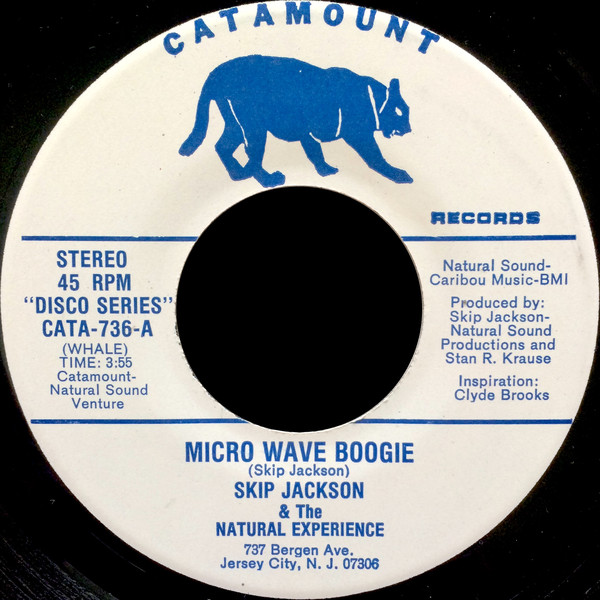 CATAMOUNT
RECORDS
STEREO
45 RPM
"DISCO SERIES"
CATA-736-A
(WHALE)
TIME: 3:55
Catamount-
Natural Sound
Venture
Natural Sound-
Caribou Music-BMI
Produced by:
Skip Jackson-
Natural Sound
Productions and
Stan R. Krause
Inspiration:
Clyde Brooks
MICRO WAVE BOOGIE
(Skip Jackson)
SKIP JACKSON
& The
NATURAL EXPERIENCE
737 Bergen Ave.
Jersey City, N. J. 07306